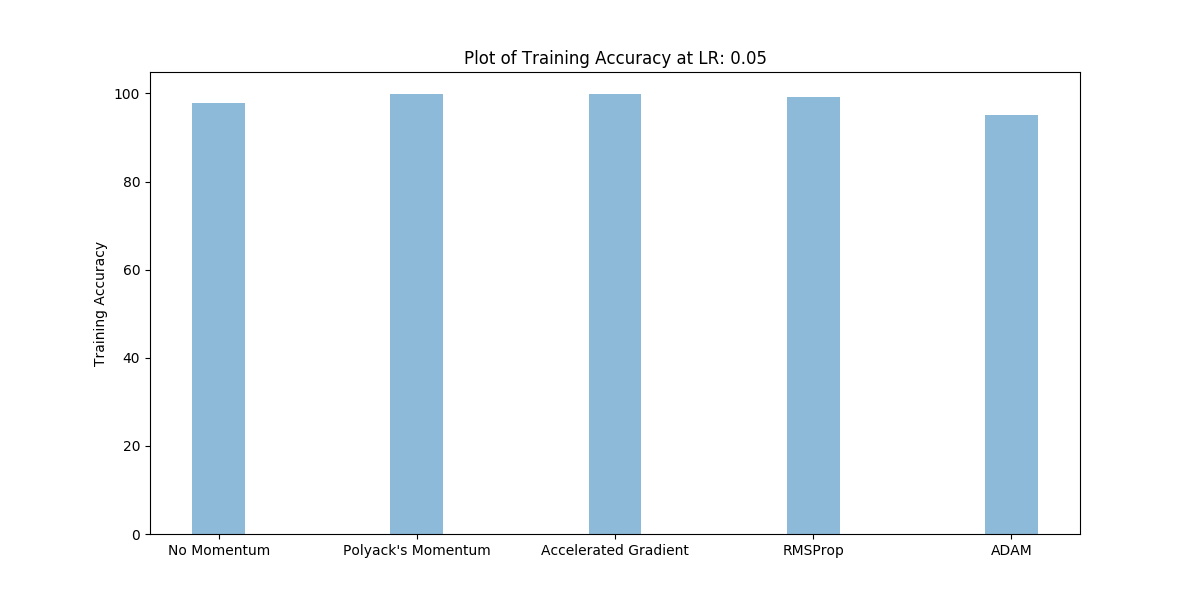 Plot of Training Accuracy at LR: 0.05
100
80
60
40
20
0
Training Accuracy
No Momentum
Polyack's Momentum
Accelerated Gradient
RMSProp
ADAM